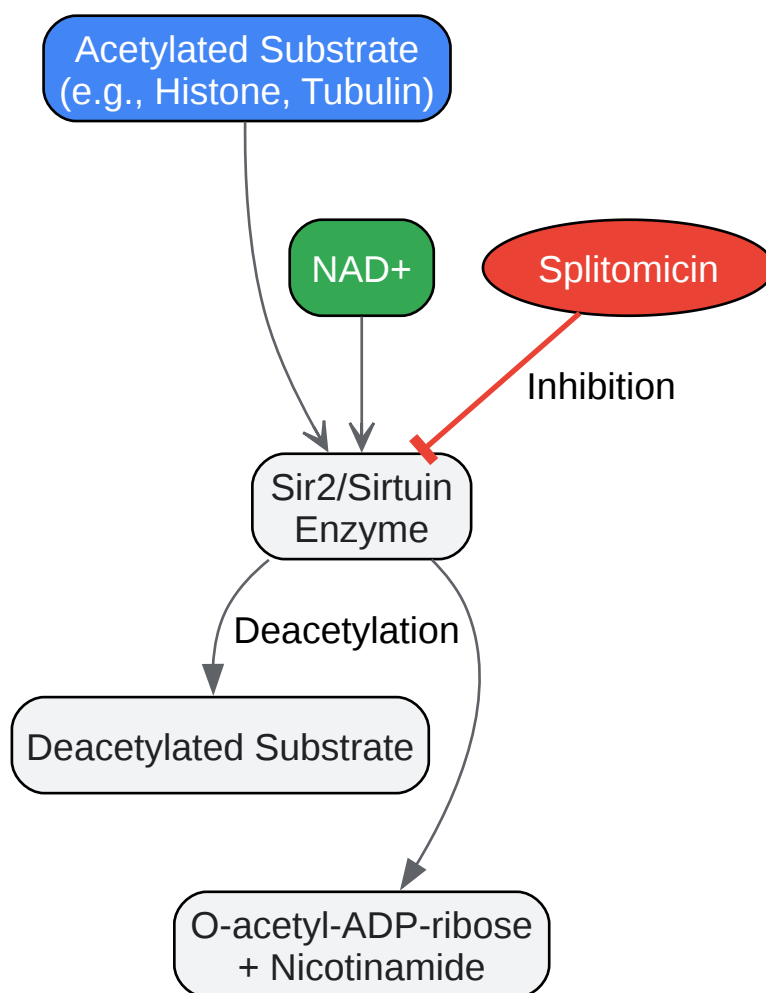 Acetylated Substrate
(e.g., Histone, Tubulin)
NAD+
Splitomicin
Inhibition
Sir2/Sirtuin
Enzyme
Deacetylation
Deacetylated Substrate
O-acetyl-ADP-ribose
+ Nicotinamide